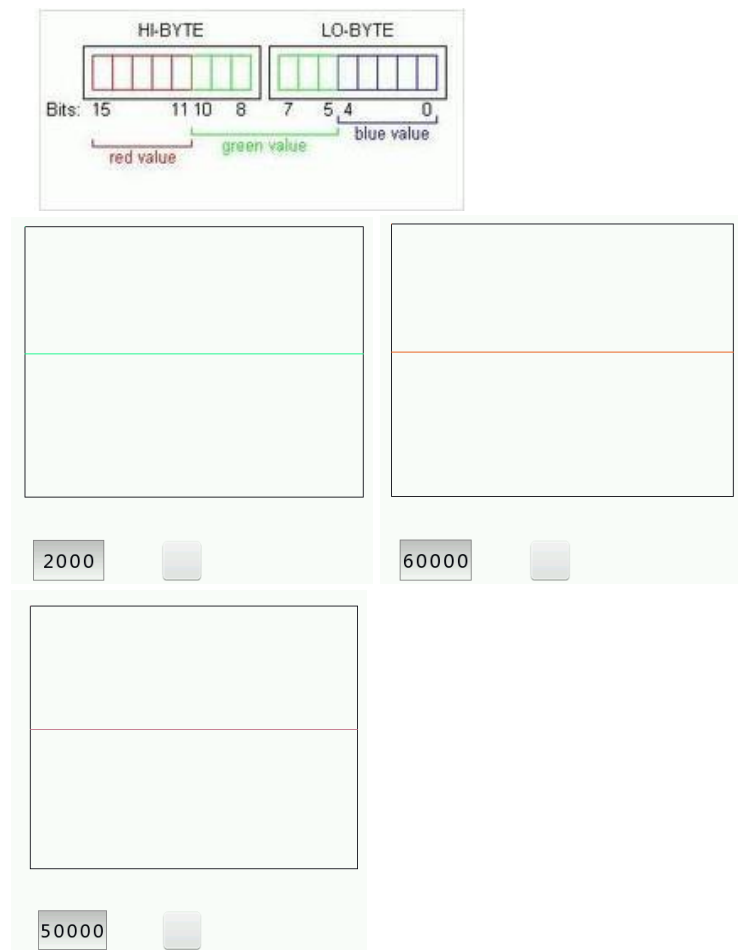 HI-BYTE LO-BYTE
Bits: 15 11 10 8 7 5 4 0
blue value
green value
red value
2000 60000
50000